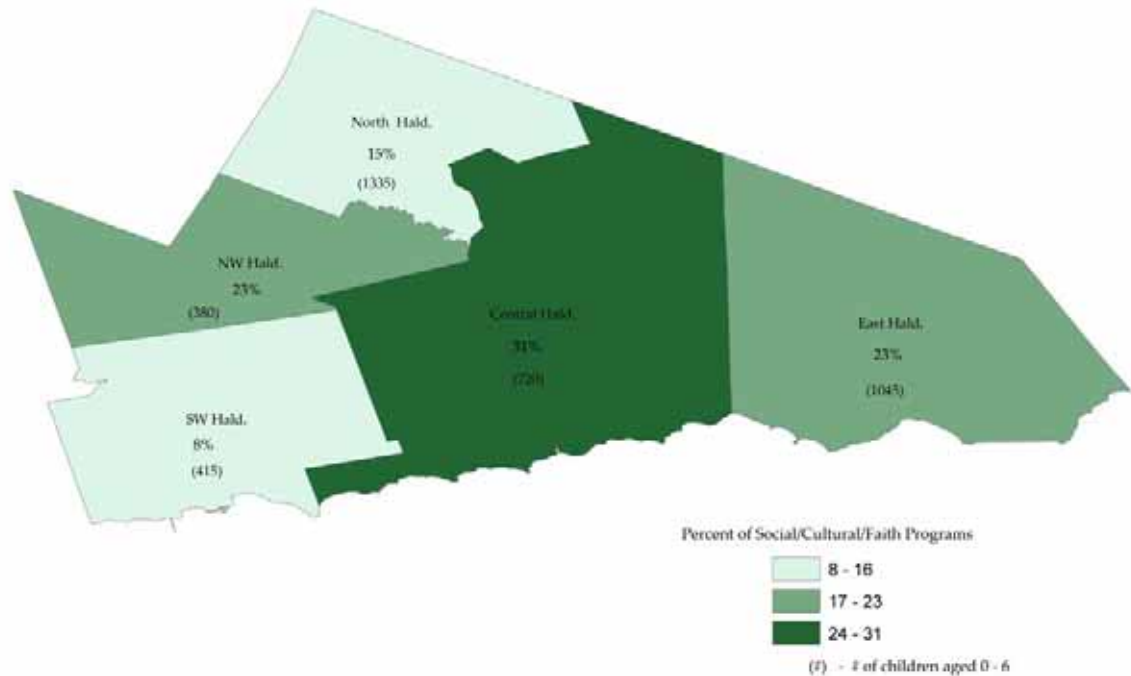 North Hald.
15%
(1335)
NW Hald.
23%
(380)
Central Hald.
31%
(720)
East Hald.
23%
(1045)
SW Hald.
8%
(415)
Percent of Social/Cultural/Faith Programs
8 - 16
17 - 23
24 - 31
(#) - # of children aged 0 - 6